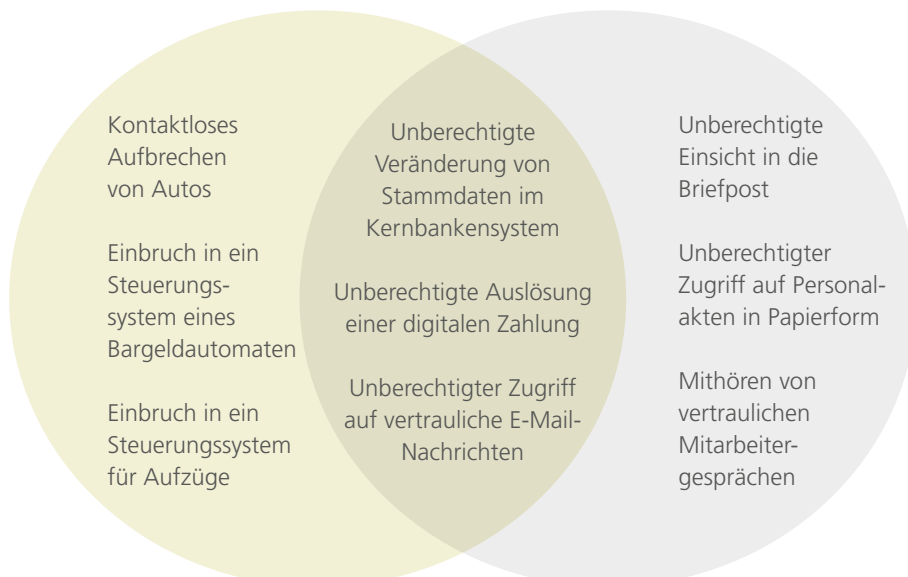 Kontaktloses
Aufbrechen
von Autos
Einbruch in ein
Steuerungs-
system eines
Bargeldautomaten
Einbruch in ein
Steuerungssystem
für Aufzüge
Unberechtigte
Veränderung von
Stammdaten im
Kernbankensystem
Unberechtigte Auslösung
einer digitalen Zahlung
Unberechtigter Zugriff
auf vertrauliche E-Mail-
Nachrichten
Unberechtigte
Einsicht in die
Briefpost
Unberechtigter
Zugriff auf Personal-
akten in Papierform
Mithören von
vertraulichen
Mitarbeiter-
gesprächen